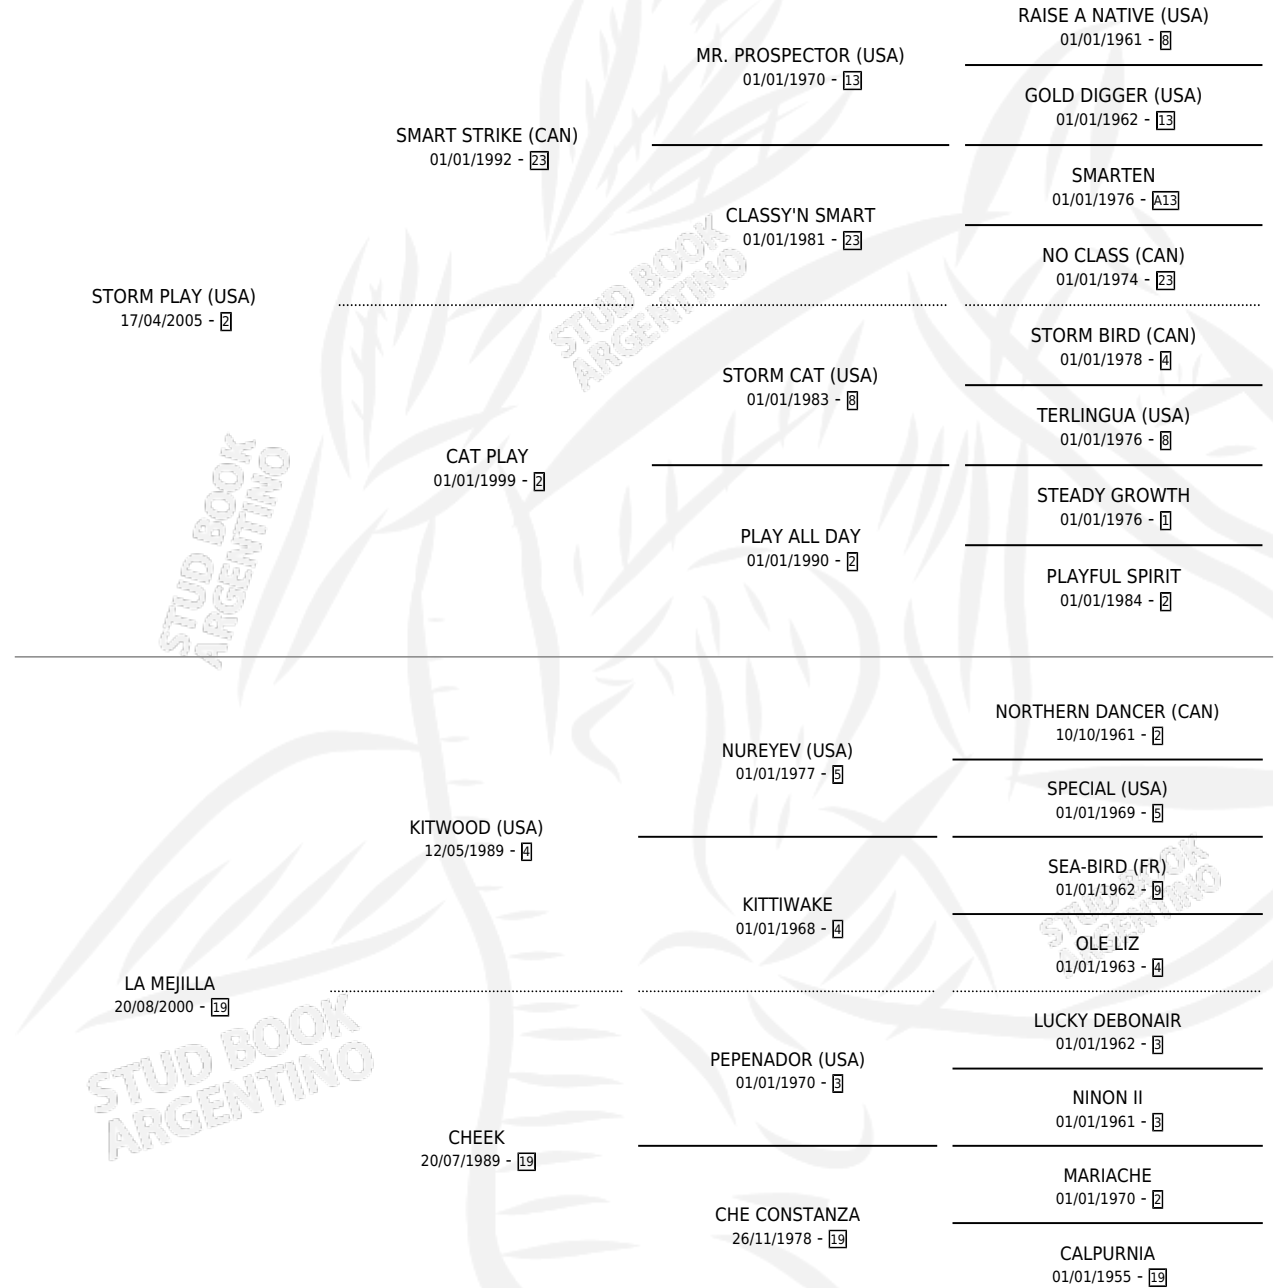 RAISE A NATIVE (USA)
01/01/1961 - 8
MR. PROSPECTOR (USA)
01/01/1970 - 13
GOLD DIGGER (USA)
01/01/1962 - 13
SMART STRIKE (CAN)
01/01/1992 - 23
SMARTEN
01/01/1976 - A13
CLASSY'N SMART
01/01/1981 - 23
NO CLASS (CAN)
01/01/1974 - 23
STORM PLAY (USA)
17/04/2005 - 2
STUD BOOK
ARGENTINO
STORM BIRD (CAN)
01/01/1978 - 4
STORM CAT (USA)
01/01/1983 - 8
TERLINGUA (USA)
01/01/1976 - 8
CAT PLAY
01/01/1999 - 2
STEADY GROWTH
01/01/1976 - 1
PLAY ALL DAY
01/01/1990 - 2
PLAYFUL SPIRIT
01/01/1984 - 2
STUD BOOK
ARGENTINO
NORTHERN DANCER (CAN)
10/10/1961 - 2
NUREYEV (USA)
01/01/1977 - 5
SPECIAL (USA)
01/01/1969 - 5
KITWOOD (USA)
12/05/1989 - 4
SEA-BIRD (FR)
01/01/1962 - 9
KITTIWAKE
01/01/1968 - 4
STUD BOOK
ARGENTINO
OLE LIZ
01/01/1963 - 4
LA MEJILLA
20/08/2000 - 19
LUCKY DEBONAIR
01/01/1962 - 3
PEPENADOR (USA)
01/01/1970 - 3
STUD BOOK
ARGENTINO
NINON II
01/01/1961 - 3
CHEEK
20/07/1989 - 19
MARIACHE
01/01/1970 - 2
CHE CONSTANZA
26/11/1978 - 19
CALPURNIA
01/01/1955 - 19